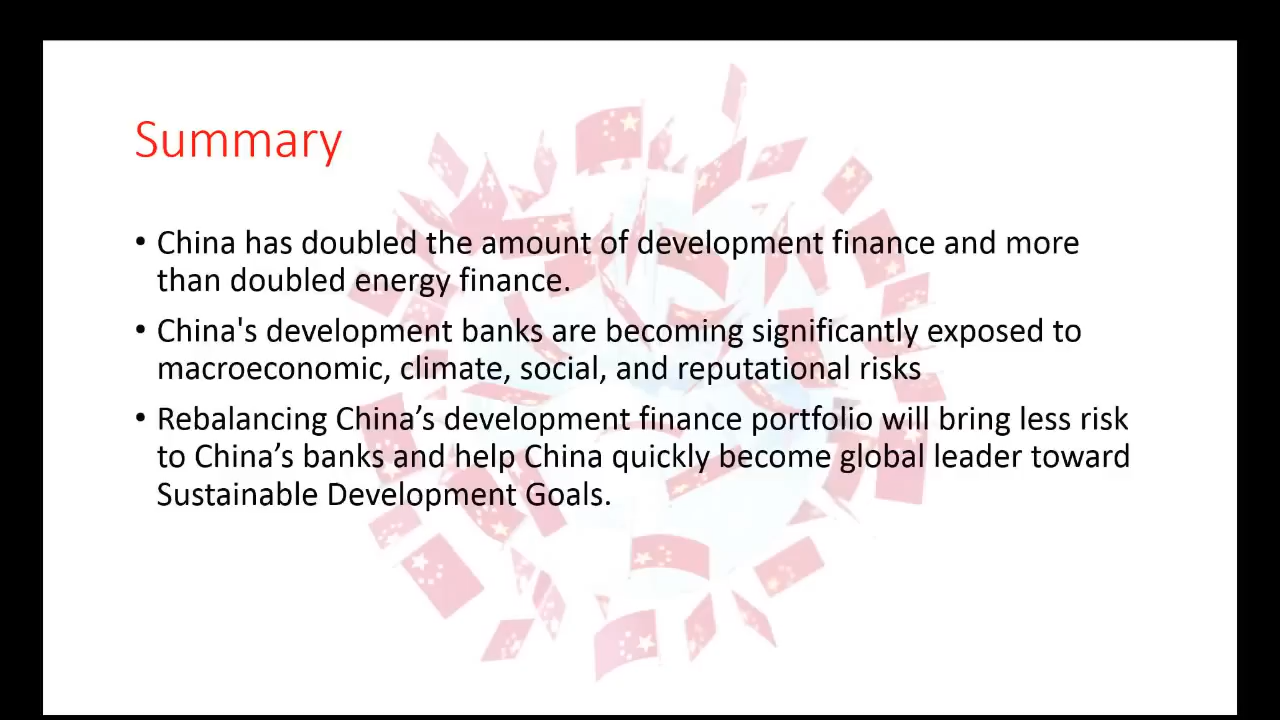 Summary
• China has doubled the amount of development finance and more
than doubled energy finance.
• China's development banks are becoming significantly exposed to
macroeconomic, climate, social, and reputational risks
• Rebalancing China’s development finance portfolio will bring less risk
to China’s banks and help China quickly become global leader toward
Sustainable Development Goals.